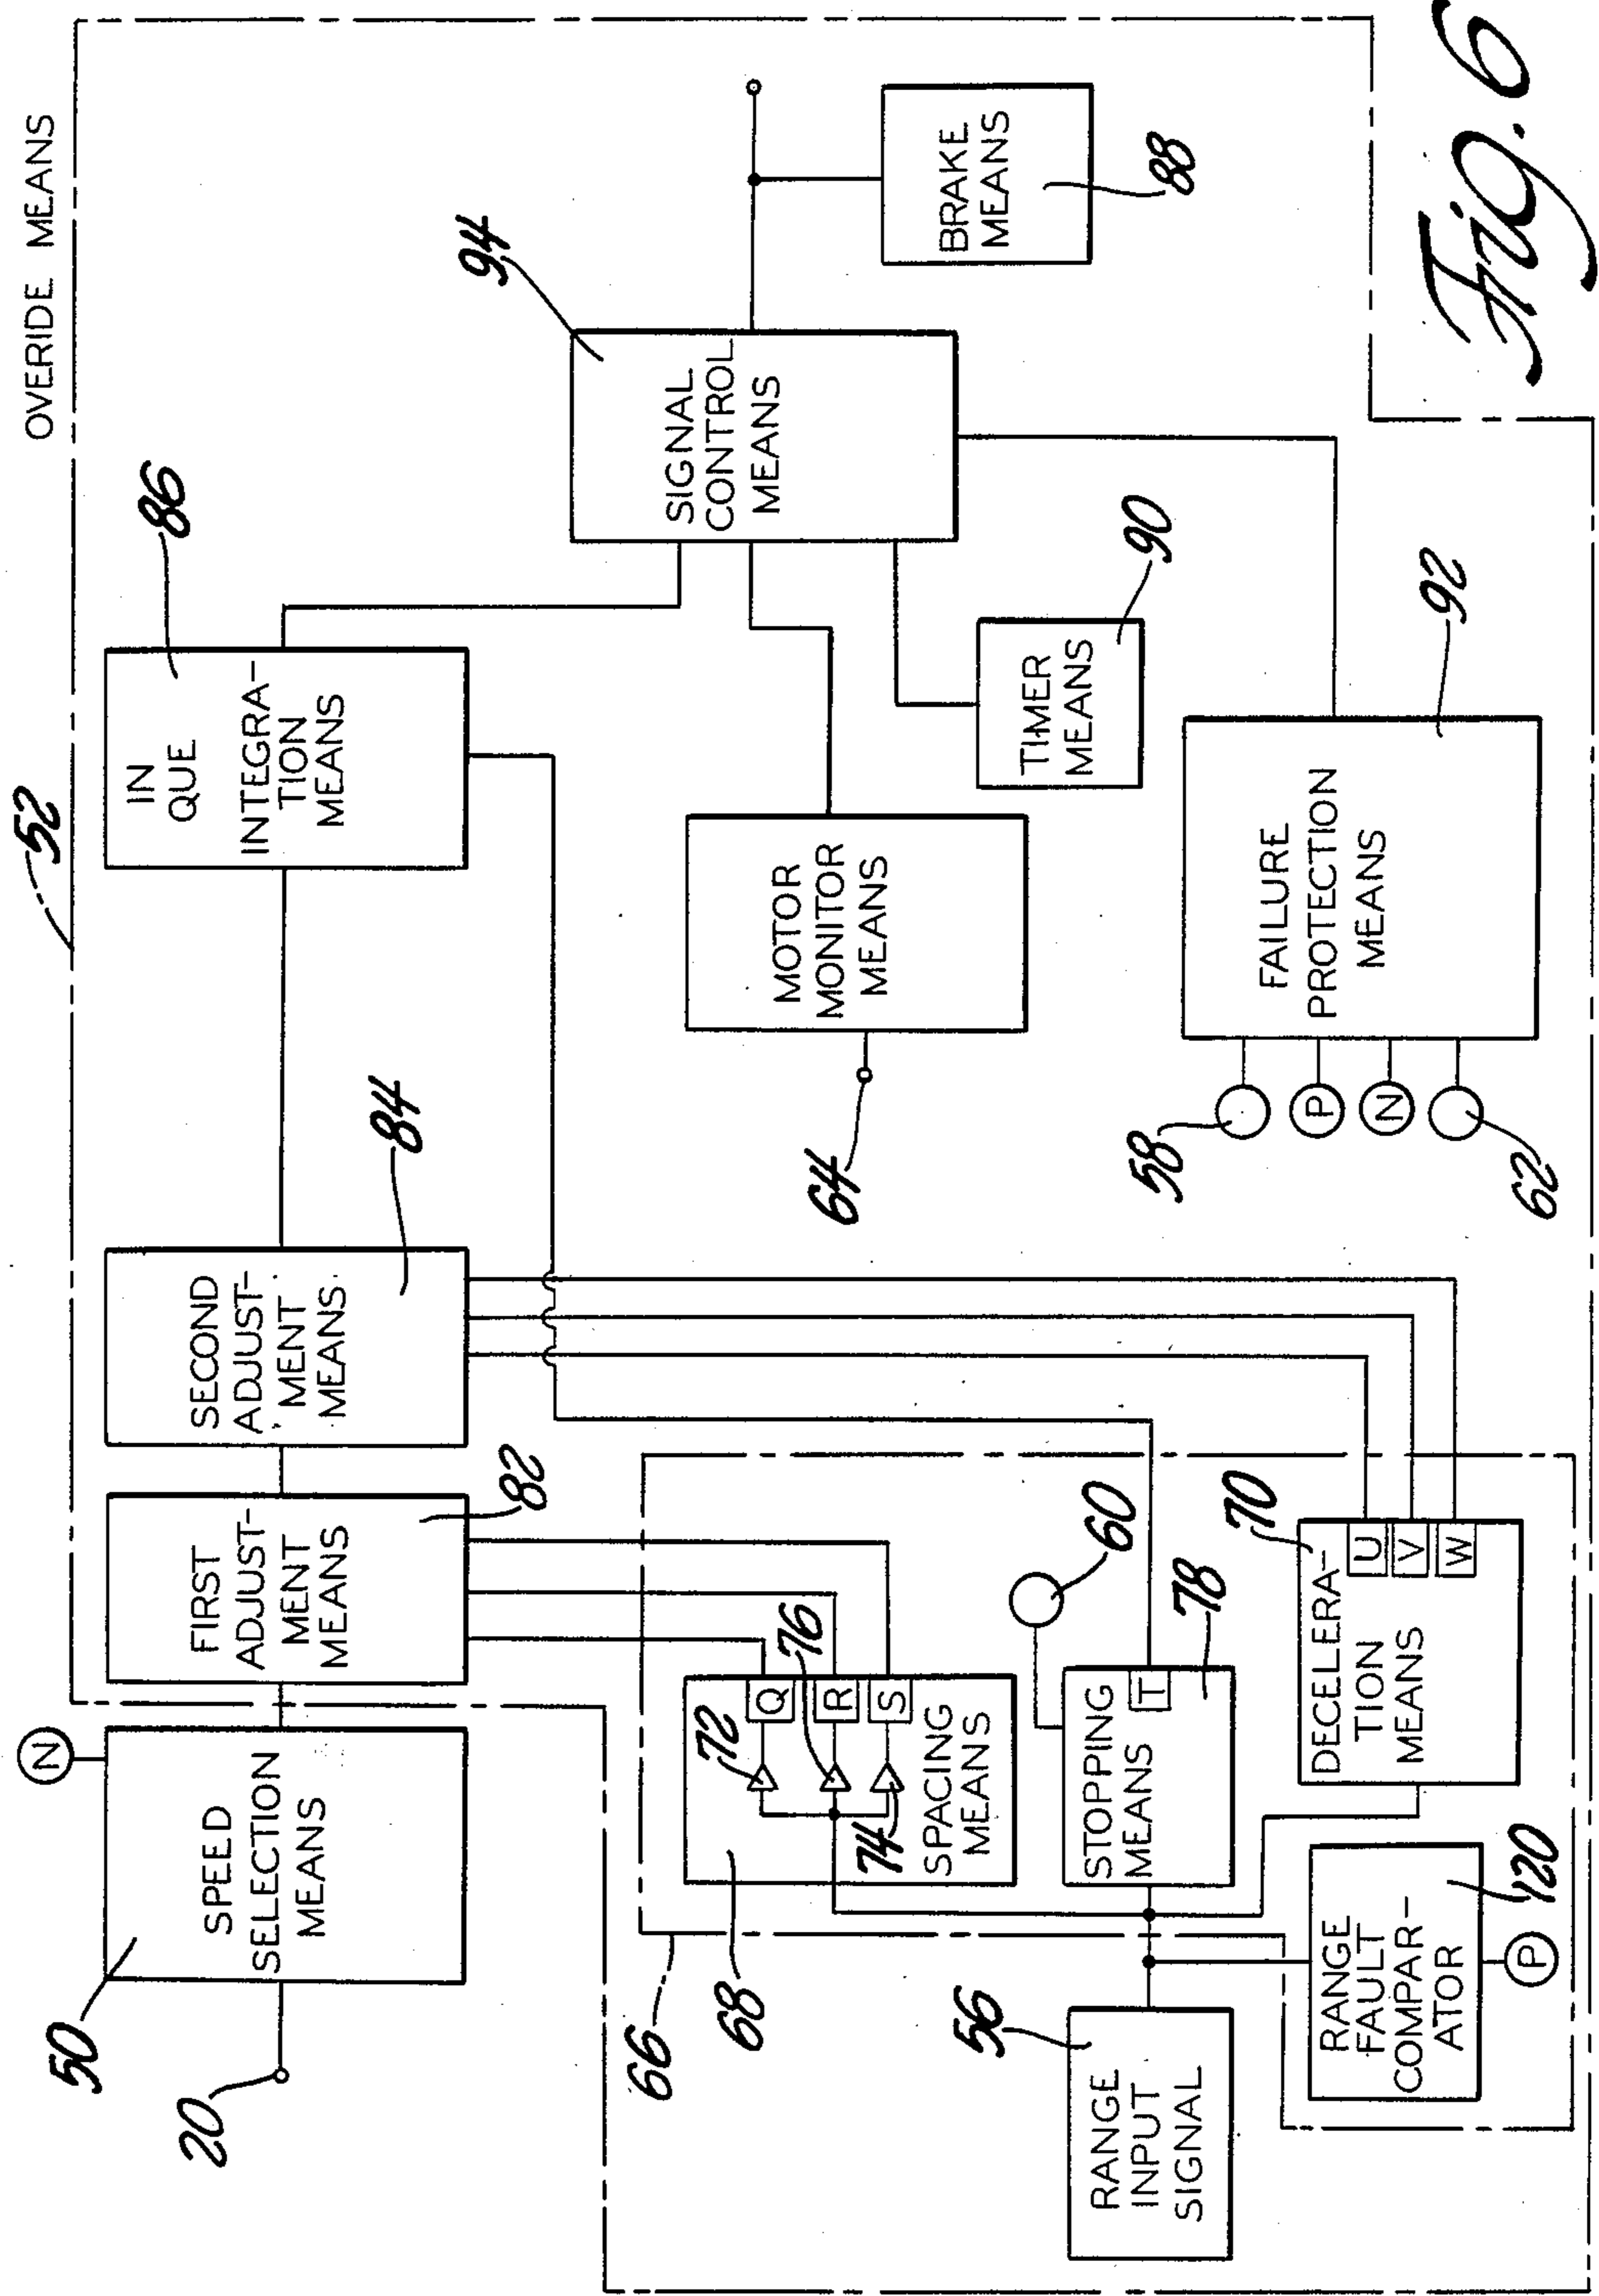 OVERIDE MEANS
52
N
50
SPEED
SELECTION
MEANS
20
FIRST
ADJUST-
MENT
MEANS
82
SECOND
ADJUST-
MENT
MEANS
84
IN
QUE
INTEGRA-
TION
MEANS
86
SIGNAL
CONTROL
MEANS
94
BRAKE
MEANS
88
MOTOR
MONITOR
MEANS
64
TIMER
MEANS
90
FAILURE
PROTECTION
MEANS
92
58
P
N
62
66
68
72
76
74
Q
R
S
SPACING
MEANS
60
STOPPING
MEANS
T
78
70
DECELERA-
TION
MEANS
U
V
W
56
RANGE
INPUT
SIGNAL
RANGE
FAULT
COMPAR-
ATOR
120
P
Fig. 6